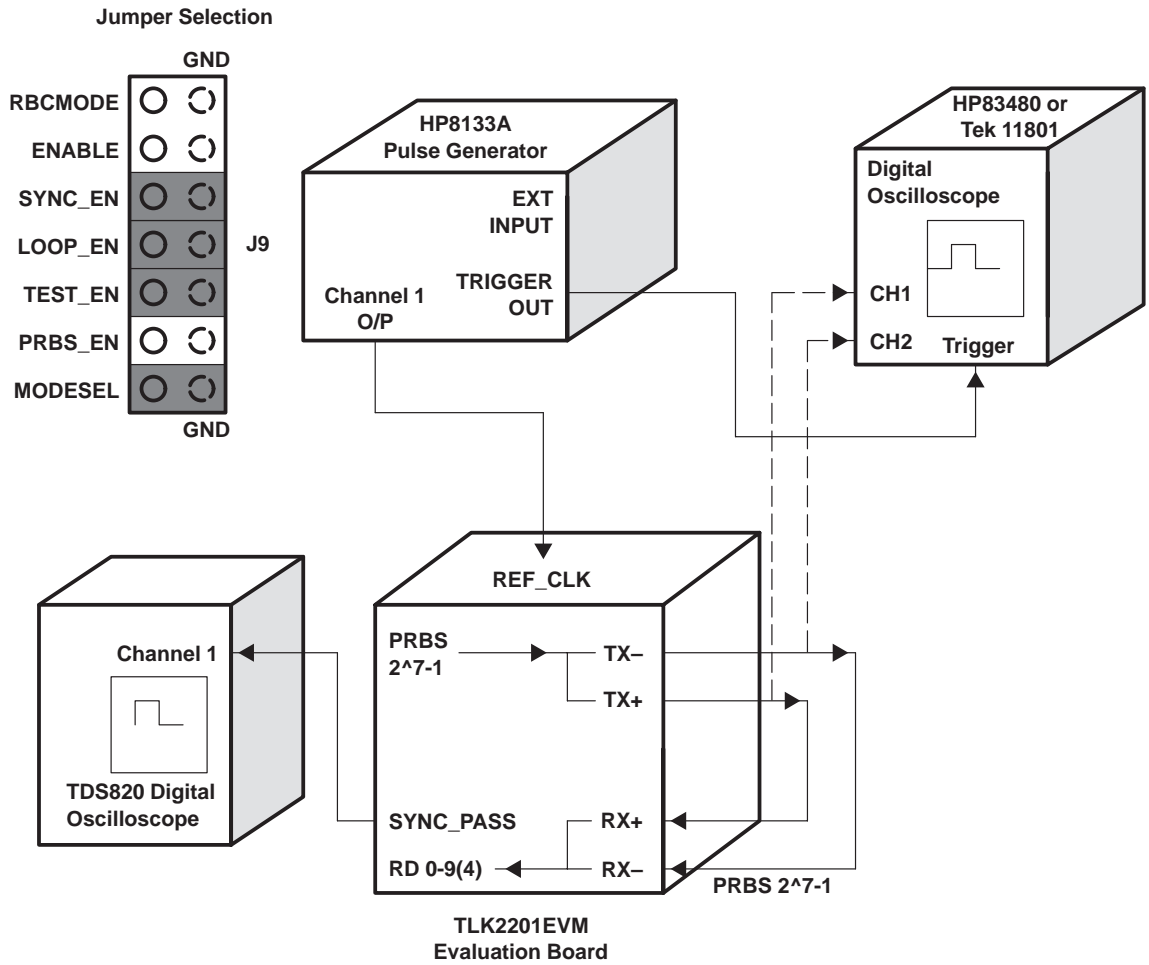 Jumper Selection
GND
RBCMODE
ENABLE
SYNC_EN
LOOP_EN
TEST_EN
PRBS_EN
MODESEL
GND
J9
HP8133A
Pulse Generator
EXT
INPUT
TRIGGER
OUT
Channel 1
O/P
HP83480 or
Tek 11801
Digital
Oscilloscope
CH1
CH2
Trigger
REF_CLK
PRBS
2^7-1
TX–
TX+
SYNC_PASS
RX+
RD 0-9(4)
RX–
PRBS 2^7-1
Channel 1
TDS820 Digital
Oscilloscope
TLK2201EVM
Evaluation Board